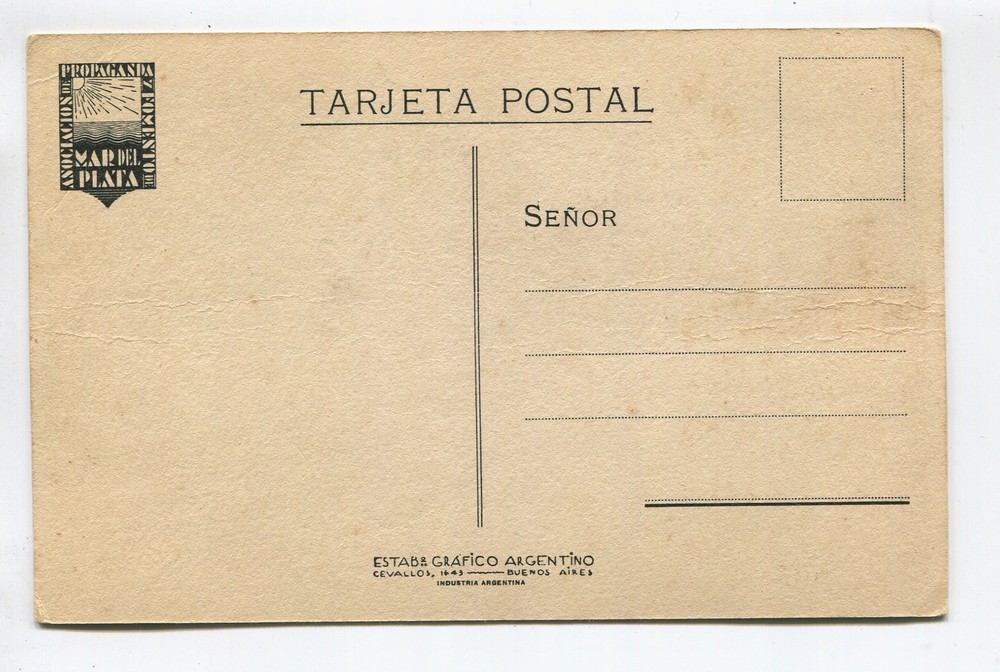 ASOCIACION DE PROPAGANDA Y FOMENTO DE
MAR DEL
PLATA
TARJETA POSTAL
SEÑOR
ESTABº GRÁFICO ARGENTINO
CEVALLOS, 1643 — BUENOS AIRES
INDUSTRIA ARGENTINA